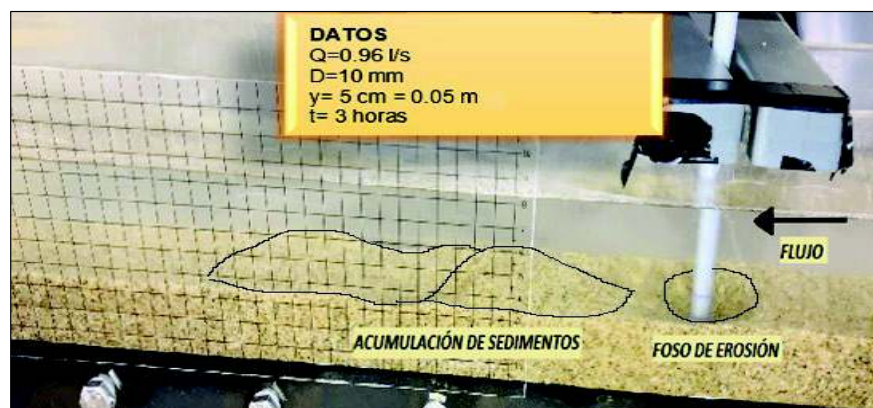 DATOS
Q=0.96 l/s
D=10 mm
y= 5 cm = 0.05 m
t= 3 horas
FLUJO
ACUMULACIÓN DE SEDIMENTOS
FOSO DE EROSIÓN